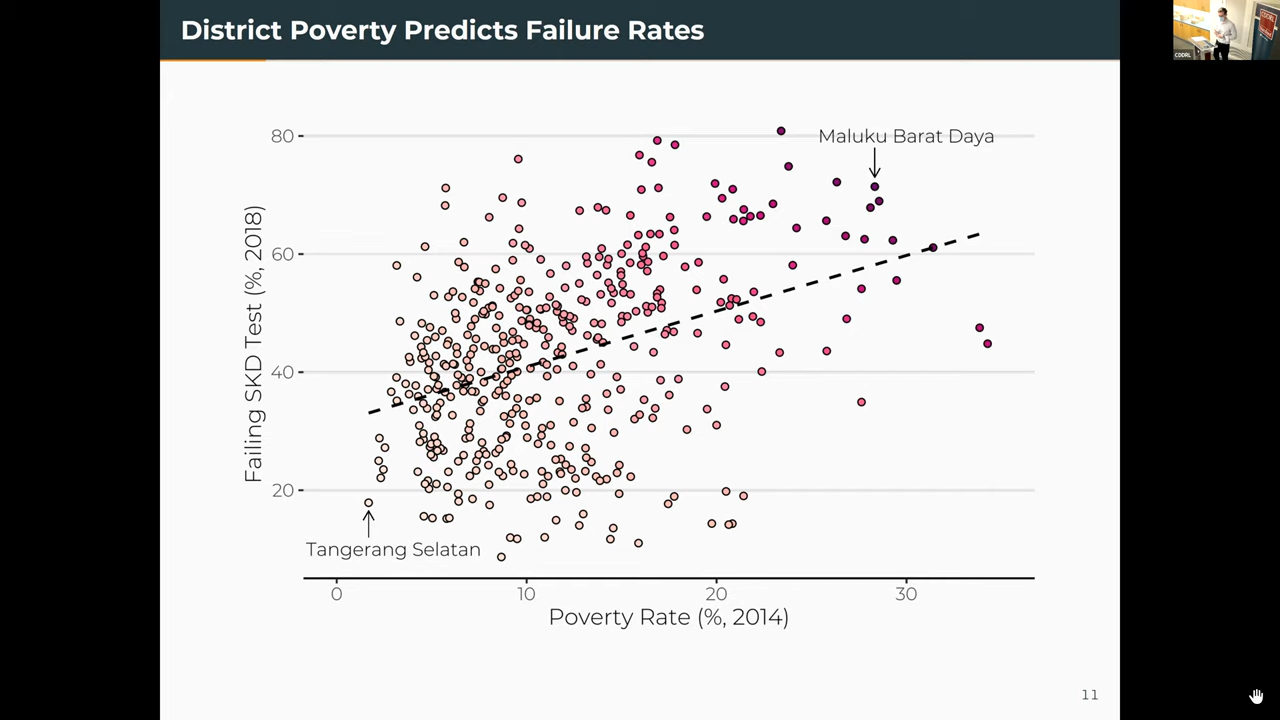 District Poverty Predicts Failure Rates
CDDRL
80
Maluku Barat Daya
60
Failing SKD Test (%, 2018)
40
20
Tangerang Selatan
0
10
20
30
Poverty Rate (%, 2014)
11